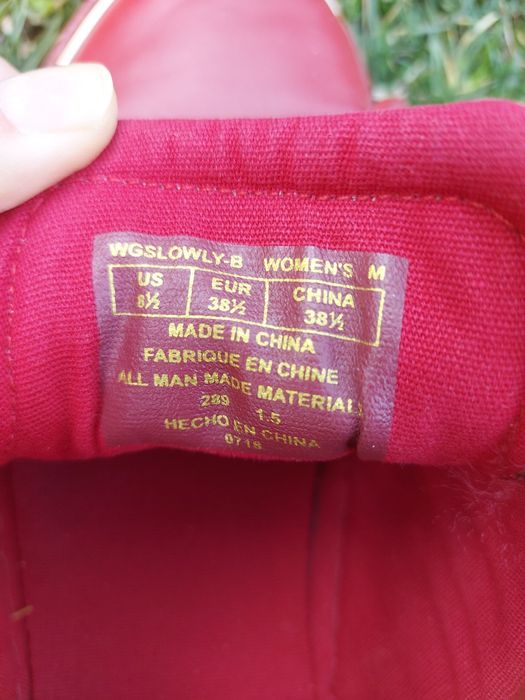 WGSLOWLY-B WOMEN'S M
US EUR CHINA
8½ 38½ 38½
MADE IN CHINA
FABRIQUE EN CHINE
ALL MAN MADE MATERIAL
289 1.5
HECHO EN CHINA
0718